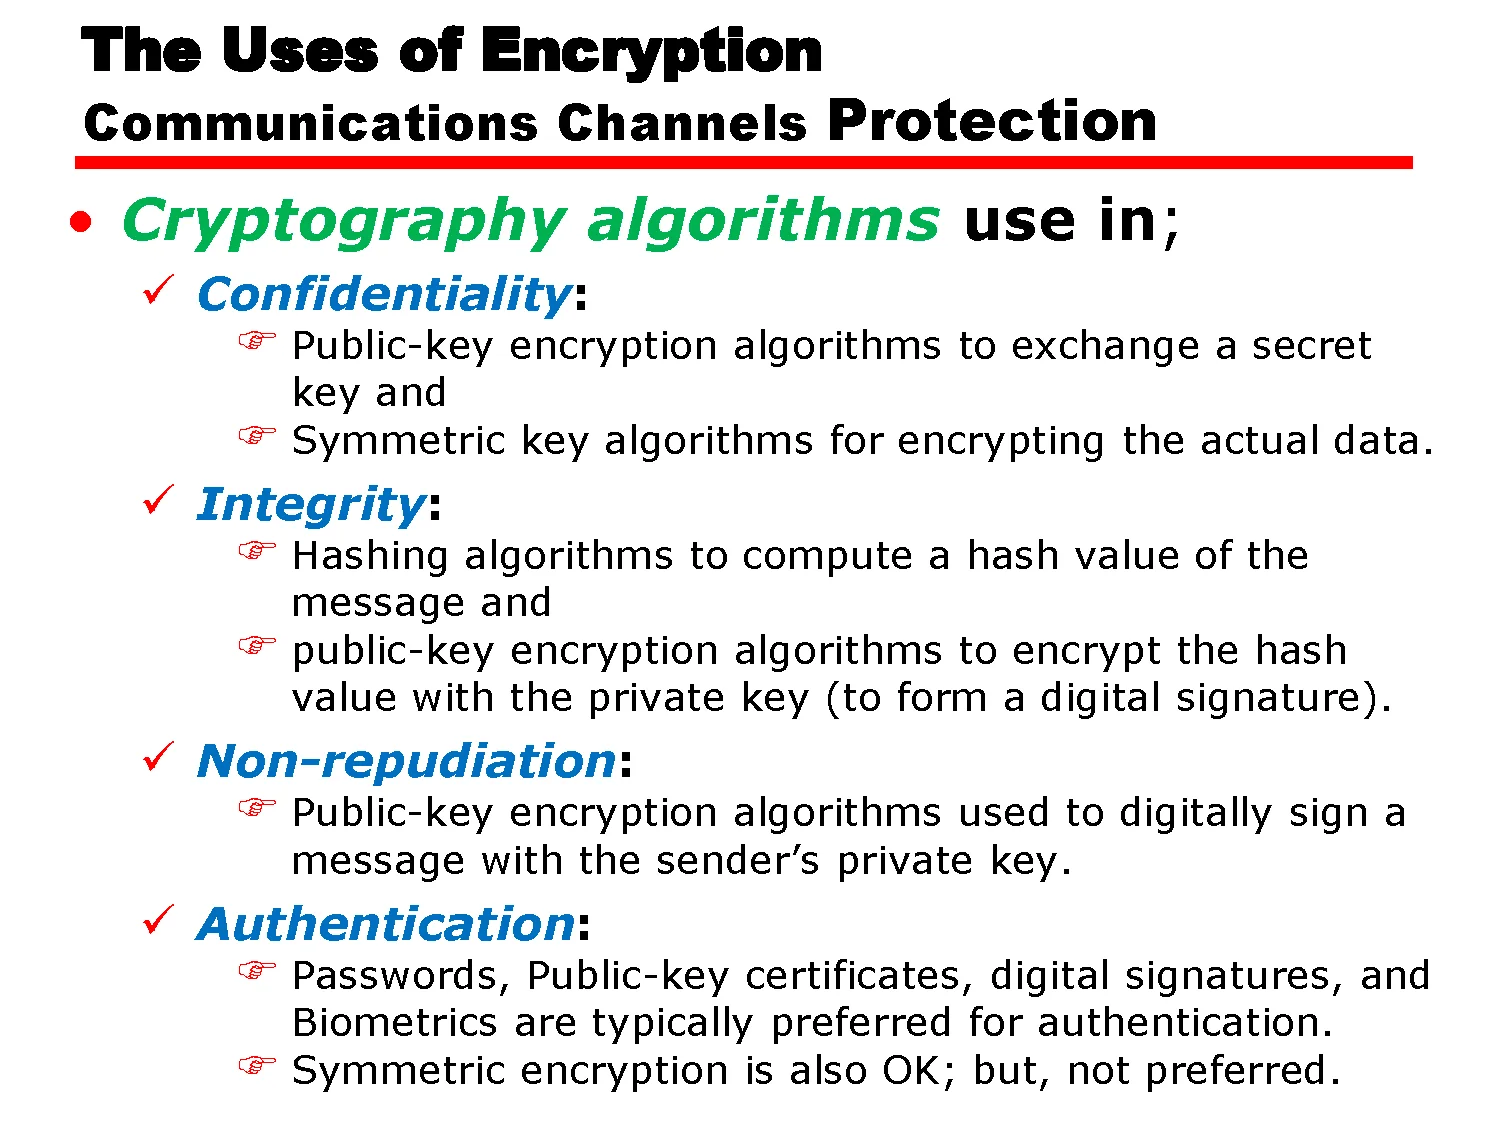 The Uses of Encryption
Communications Channels Protection
• Cryptography algorithms use in;
✓ Confidentiality:
☞ Public-key encryption algorithms to exchange a secret
key and
☞ Symmetric key algorithms for encrypting the actual data.
✓ Integrity:
☞ Hashing algorithms to compute a hash value of the
message and
☞ public-key encryption algorithms to encrypt the hash
value with the private key (to form a digital signature).
✓ Non-repudiation:
☞ Public-key encryption algorithms used to digitally sign a
message with the sender’s private key.
✓ Authentication:
☞ Passwords, Public-key certificates, digital signatures, and
Biometrics are typically preferred for authentication.
☞ Symmetric encryption is also OK; but, not preferred.